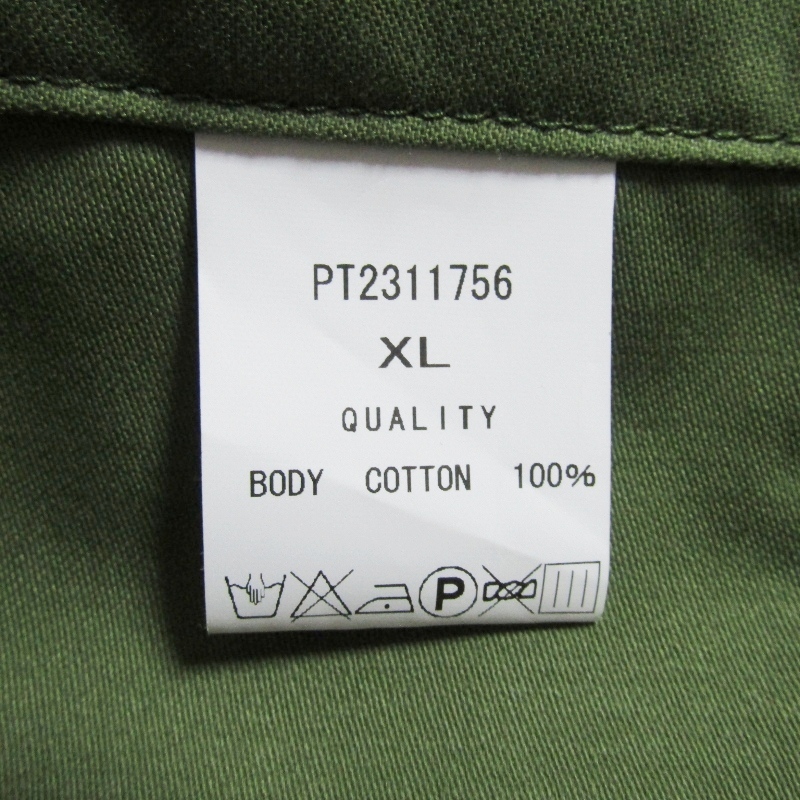 PT2311756
XL
QUALITY
BODY COTTON 100%
P